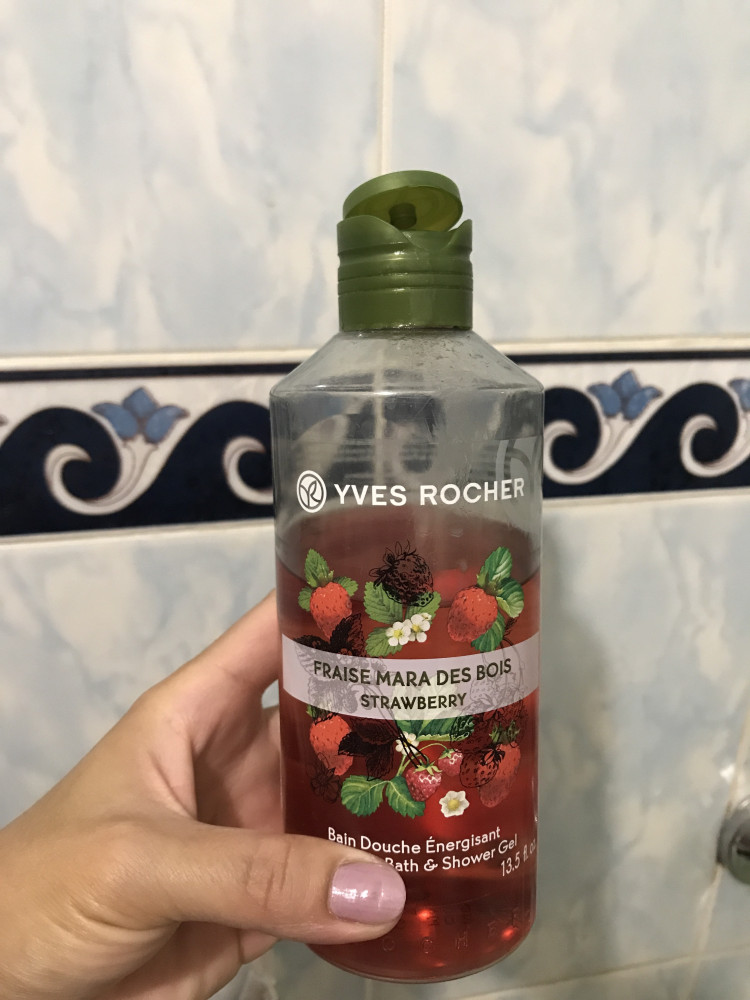 YVES ROCHER
FRAISE MARA DES BOIS
STRAWBERRY
Bain Douche Énergisant
Bath & Shower Gel
13.5 fl. oz